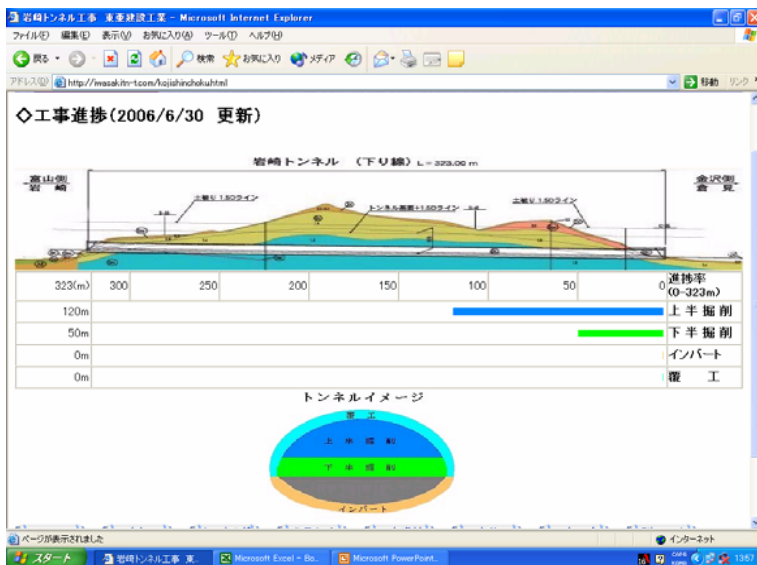 岩崎トンネル工事 東亜建設工業 - Microsoft Internet Explorer
ファイル(F) 編集(E) 表示(V) お気に入り(A) ツール(T) ヘルプ(H)
戻る 検索 お気に入り メディア
アドレス(D) http://iwasakitn-t.com/kojishinchoku.html 移動 リンク
◇工事進捗(2006/6/30 更新)
岩崎トンネル (下り線) L=323.00m
富山側 金沢側
岩崎 倉見
土被り 1.5Dライン
トンネル基面+1.5Dライン
土被り 1.5Dライン
323(m) 300 250 200 150 100 50 0 進捗率
(0-323m)
120m 上半掘削
50m 下半掘削
0m インバート
0m 覆 工
トンネルイメージ
覆 工
上 半 掘 削
下 半 掘 削
インバート
ページが表示されました インターネット
スタート 岩崎トンネル工事 東... Microsoft Excel - Bo... Microsoft PowerPoint... CAPS KANA 13:57